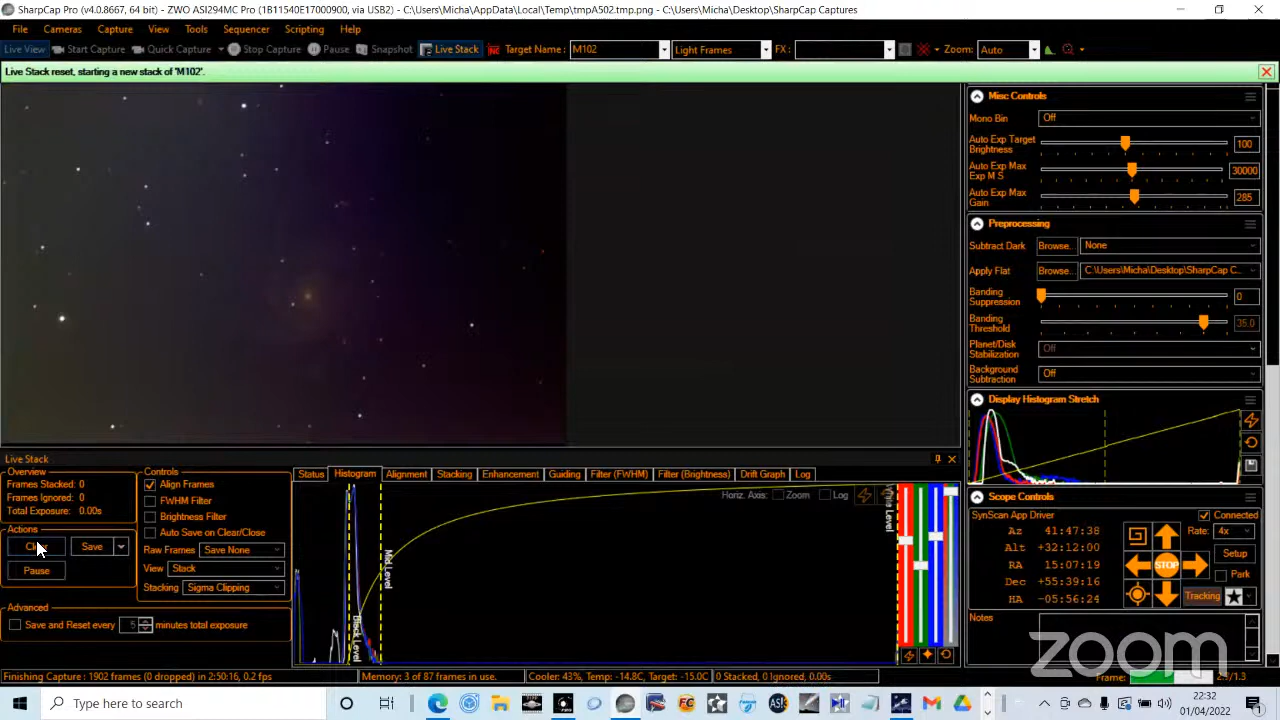 SharpCap Pro (v4.0.8667, 64 bit) - ZWO ASI294MC Pro (1B11540E17000900, via USB2) - C:\Users\Micha\AppData\Local\Temp\tmpA502.tmp.png - C:\Users\Micha\Desktop\SharpCap Captures
File Cameras Capture View Tools Sequencer Scripting Help
Live View Start Capture Quick Capture Stop Capture Pause Snapshot Live Stack Target Name : M102 Light Frames FX : Zoom: Auto
Live Stack reset, starting a new stack of 'M102'.
Misc Controls
Mono Bin Off
Auto Exp Target Brightness 100
Auto Exp Max Exp M S 30000
Auto Exp Max Gain 285
Preprocessing
Subtract Dark Browse.. None
Apply Flat Browse.. C:\Users\Micha\Desktop\SharpCap C...
Banding Suppression 0
Banding Threshold 35.0
Planet/Disk Stabilization Off
Background Subtraction Off
Display Histogram Stretch
Scope Controls
SynScan App Driver Connected
Az 41:47:38 Rate: 4x
Alt +32:12:00 STOP Setup
RA 15:07:19
Dec +55:39:16 Park
HA -05:56:24 Tracking
Notes
Live Stack
Overview
Frames Stacked: 0
Frames Ignored: 0
Total Exposure: 0.00s
Actions
Save
Pause
Controls
Align Frames
FWHM Filter
Brightness Filter
Auto Save on Clear/Close
Raw Frames Save None
View Stack
Stacking Sigma Clipping
Advanced
Save and Reset every 5 minutes total exposure
Status Histogram Alignment Stacking Enhancement Guiding Filter (FWHM) Filter (Brightness) Drift Graph Log
Horiz. Axis: Zoom Log
Black Level
Mid Level
White Level
zoom
Finishing Capture : 1902 frames (0 dropped) in 2:50:16, 0.2 fps Memory: 3 of 87 frames in use. Cooler: 43%, Temp: -14.8C, Target: -15.0C 0 Stacked, 0 Ignored, 0.00s Frame:
Type here to search
22:32
01/04/2022